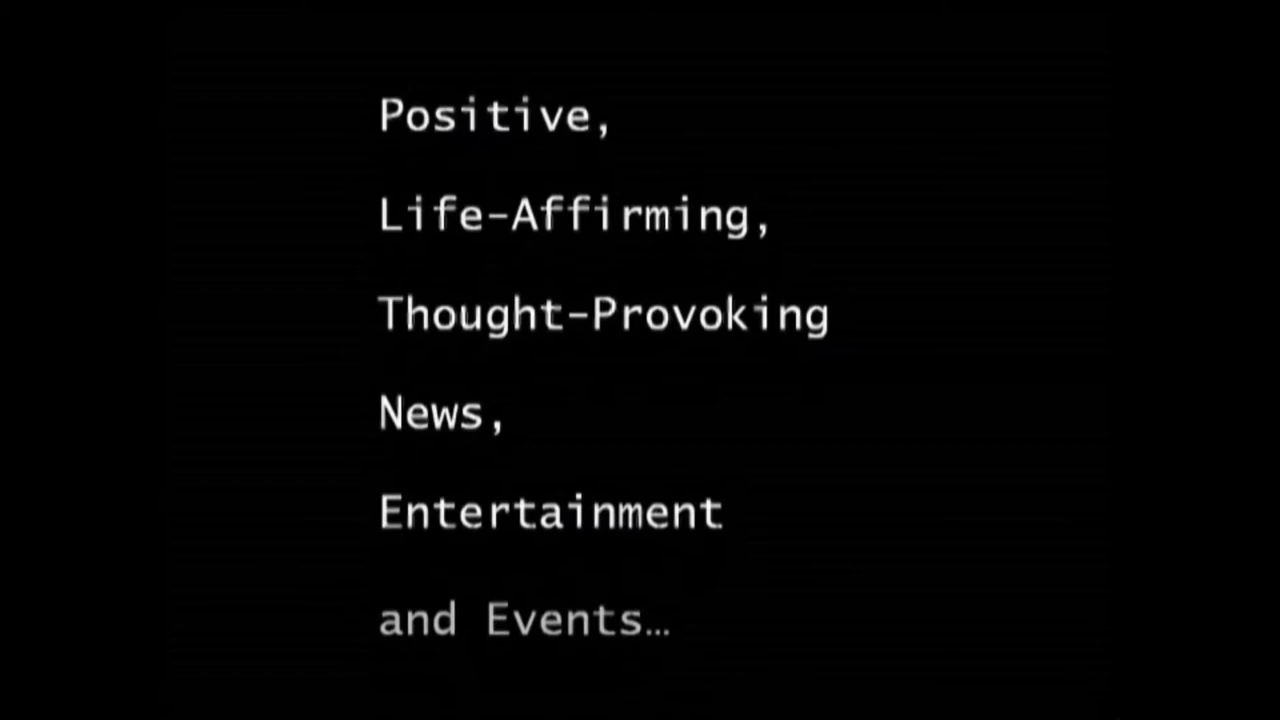 Positive,
Life-Affirming,
Thought-Provoking
News,
Entertainment
and Events…